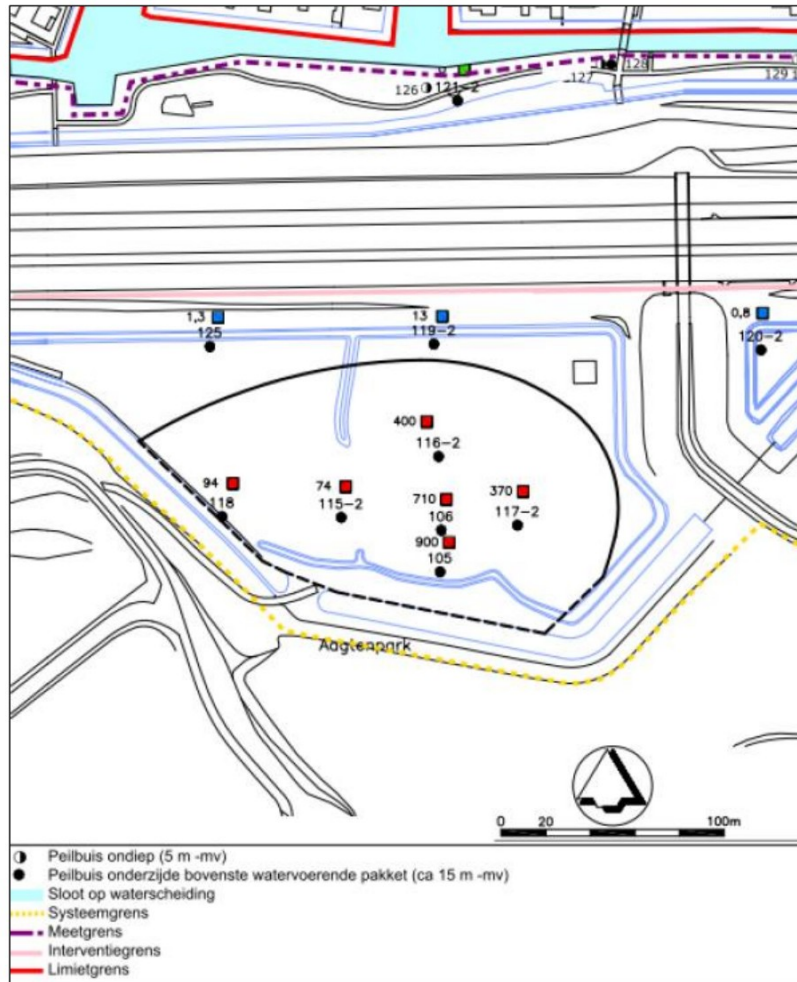 128
127
129
126 121-2
1,3
13
0,8
125
119-2
120-2
400
116-2
94
118
74
115-2
710
106
370
117-2
900
105
Aagtenpark
0 20 100m
Peilbuis ondiep (5 m -mv)
Peilbuis onderzijde bovenste watervoerende pakket (ca 15 m -mv)
Sloot op waterscheiding
Systeemgrens
Meetgrens
Interventiegrens
Limietgrens